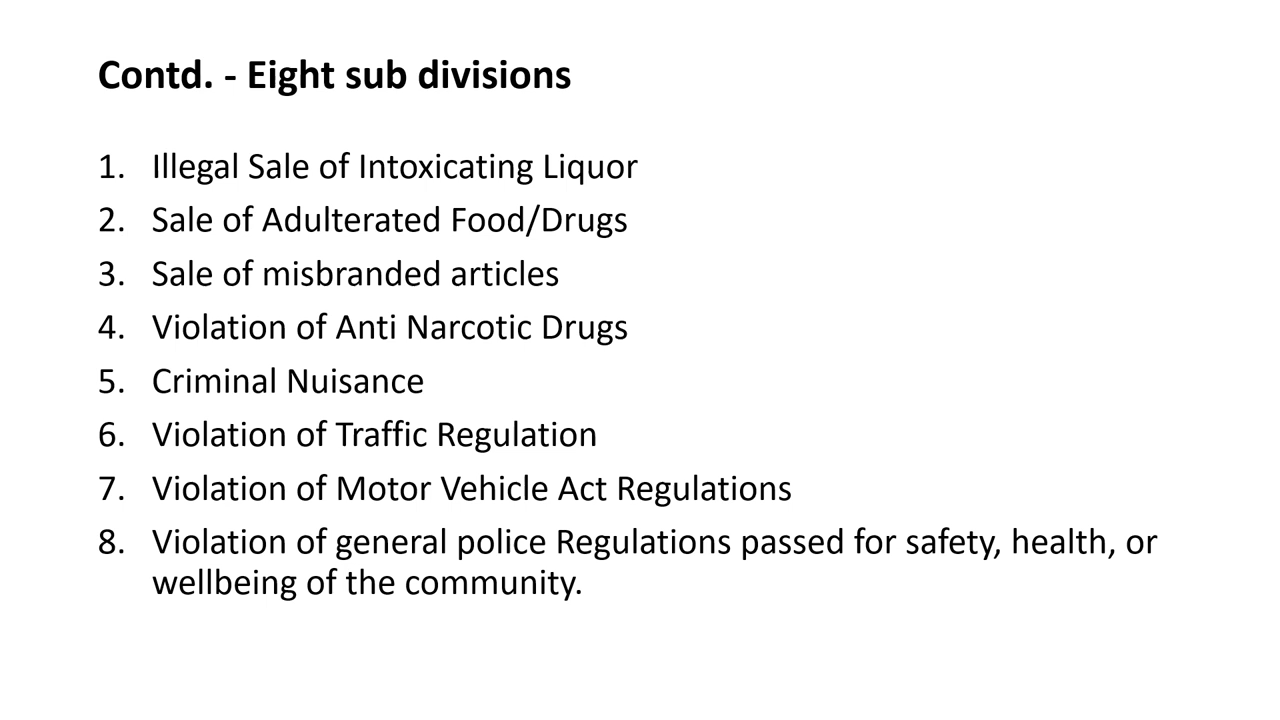 Contd. - Eight sub divisions
1. Illegal Sale of Intoxicating Liquor
2. Sale of Adulterated Food/Drugs
3. Sale of misbranded articles
4. Violation of Anti Narcotic Drugs
5. Criminal Nuisance
6. Violation of Traffic Regulation
7. Violation of Motor Vehicle Act Regulations
8. Violation of general police Regulations passed for safety, health, or
wellbeing of the community.